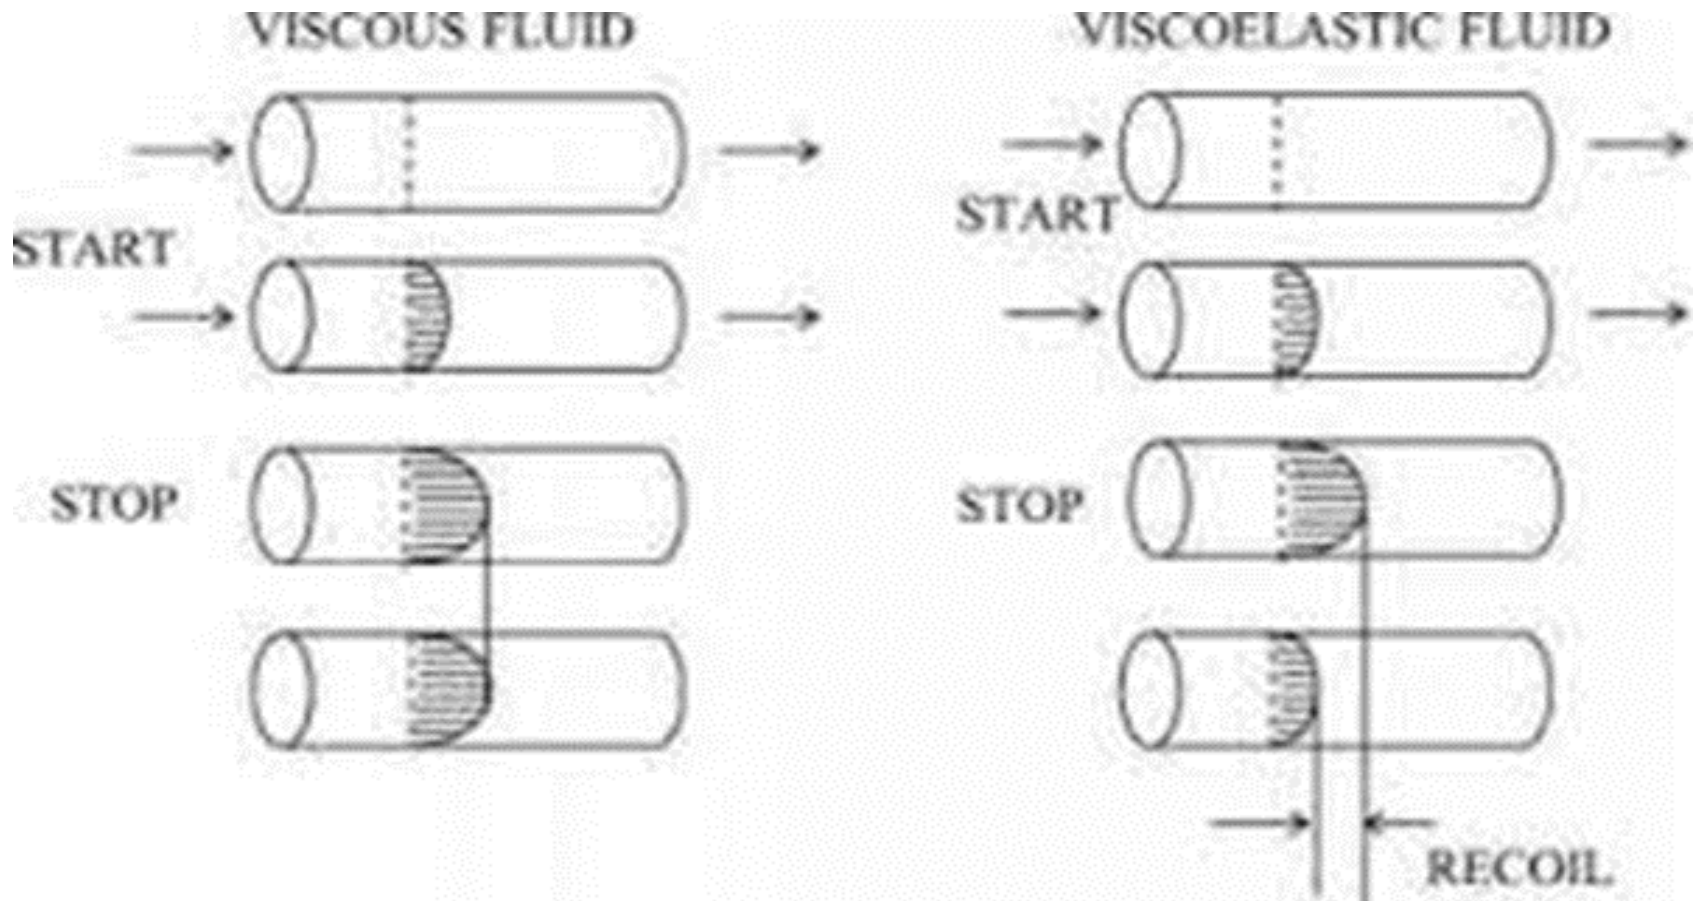 VISCOUS FLUID
VISCOELASTIC FLUID
START
START
STOP
STOP
RECOIL